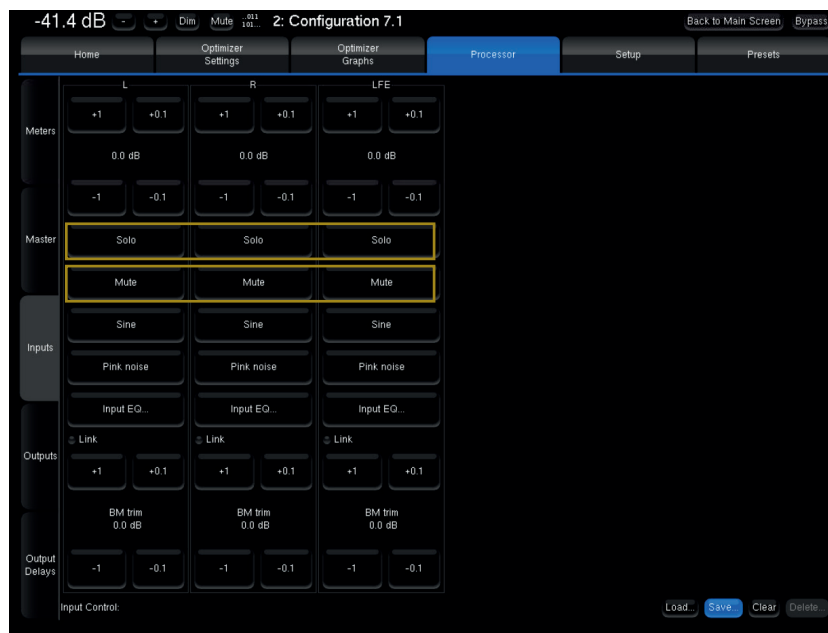 -41.4 dB - + Dim Mute ..011 101... 2: Configuration 7.1 Back to Main Screen Bypass
Home Optimizer Settings Optimizer Graphs Processor Setup Presets
Meters
Master
Inputs
Outputs
Output Delays
L R LFE
+1 +0.1 +1 +0.1 +1 +0.1
0.0 dB 0.0 dB 0.0 dB
-1 -0.1 -1 -0.1 -1 -0.1
Solo Solo Solo
Mute Mute Mute
Sine Sine Sine
Pink noise Pink noise Pink noise
Input EQ... Input EQ... Input EQ...
Link Link Link
+1 +0.1 +1 +0.1 +1 +0.1
BM trim BM trim BM trim
0.0 dB 0.0 dB 0.0 dB
-1 -0.1 -1 -0.1 -1 -0.1
Input Control: Load... Save... Clear Delete...